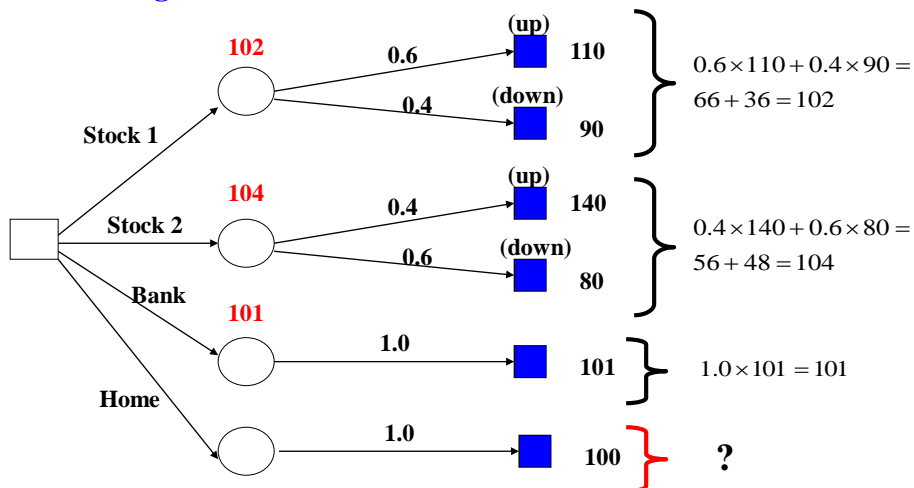 (up)
102
0.6
110
0.6×110+0.4×90=
66+36=102
0.4
(down)
90
Stock 1
(up)
104
0.4
140
0.4×140+0.6×80=
56+48=104
Stock 2
0.6
(down)
80
Bank
101
1.0
101
1.0×101=101
Home
1.0
100
?